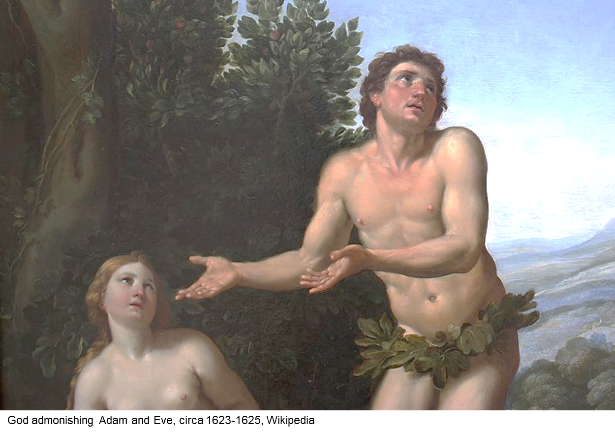 God admonishing  Adam and Eve, circa 1623-1625, Wikipedia